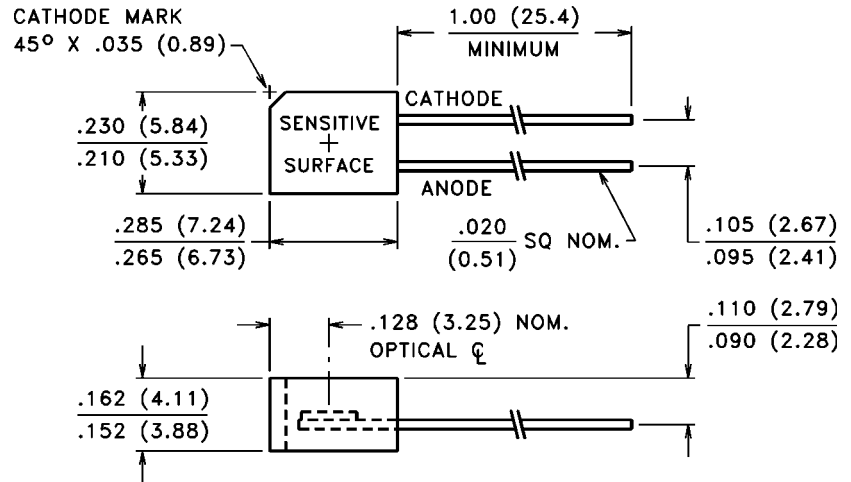 CATHODE MARK
45° X .035 (0.89)
1.00 (25.4)
MINIMUM
CATHODE
.230 (5.84)
.210 (5.33)
SENSITIVE
SURFACE
ANODE
.285 (7.24)
.265 (6.73)
.020
(0.51)
SQ NOM.
.105 (2.67)
.095 (2.41)
.128 (3.25) NOM.
OPTICAL ℄
.110 (2.79)
.090 (2.28)
.162 (4.11)
.152 (3.88)